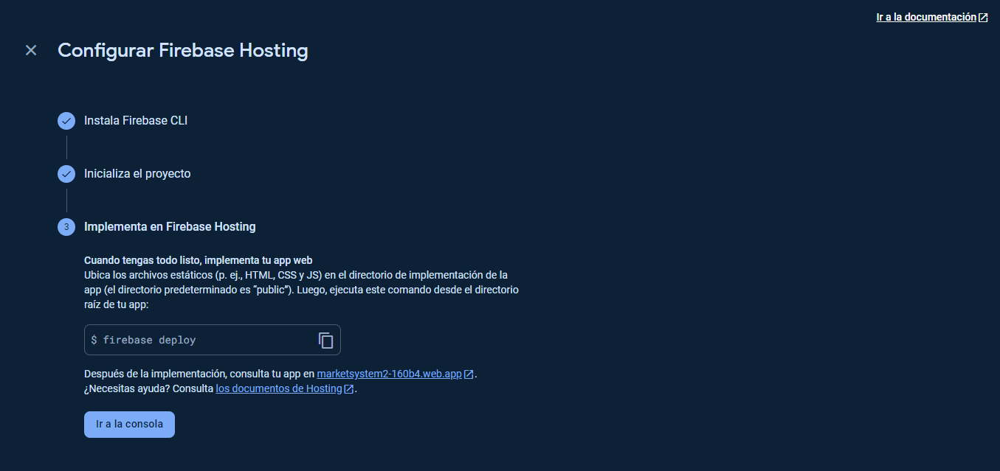 Ir a la documentación
Configurar Firebase Hosting
Instala Firebase CLI
Inicializa el proyecto
3 Implementa en Firebase Hosting
Cuando tengas todo listo, implementa tu app web
Ubica los archivos estáticos (p. ej., HTML, CSS y JS) en el directorio de implementación de la
app (el directorio predeterminado es “public”). Luego, ejecuta este comando desde el directorio
raíz de tu app:
$ firebase deploy
Después de la implementación, consulta tu app en marketsystem2-160b4.web.app.
¿Necesitas ayuda? Consulta los documentos de Hosting.
Ir a la consola